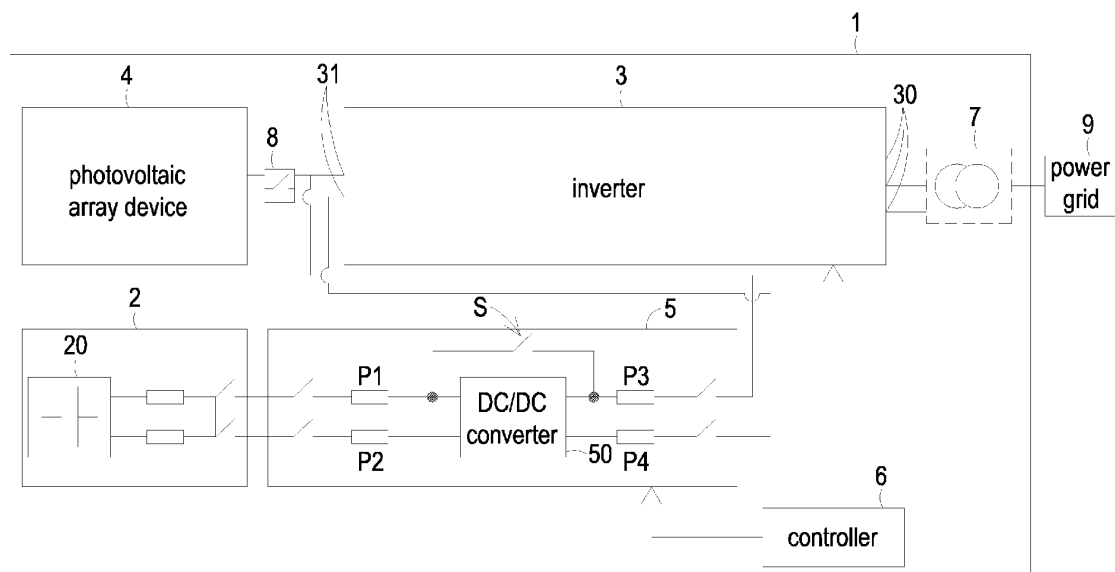 1
4
31
3
30
7
9
8
photovoltaic
array device
inverter
power
grid
2
S
5
20
P1
P3
DC/DC
converter
P2
50
P4
6
controller